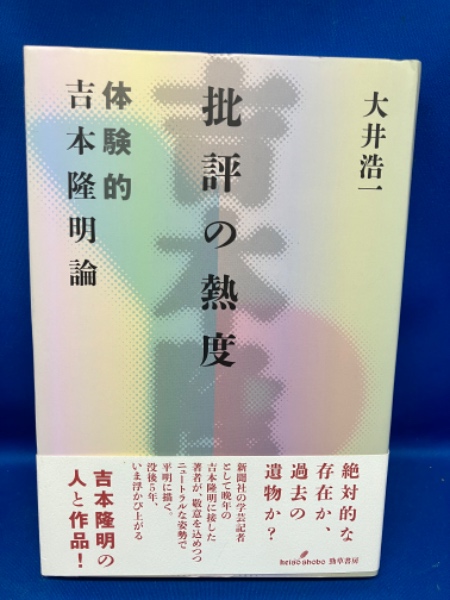 大井浩一
批評の熱度
体験的
吉本隆明論
絶対的な
存在か、
過去の
遺物か?
新聞社の学芸記者
として晩年の
吉本隆明に接した
著者が、敬意を込めつつ
ニュートラルな姿勢で
平明に描く。
没後5年、
いま浮かび上がる
吉本隆明の
人と作品!
keiso shobo 勁草書房